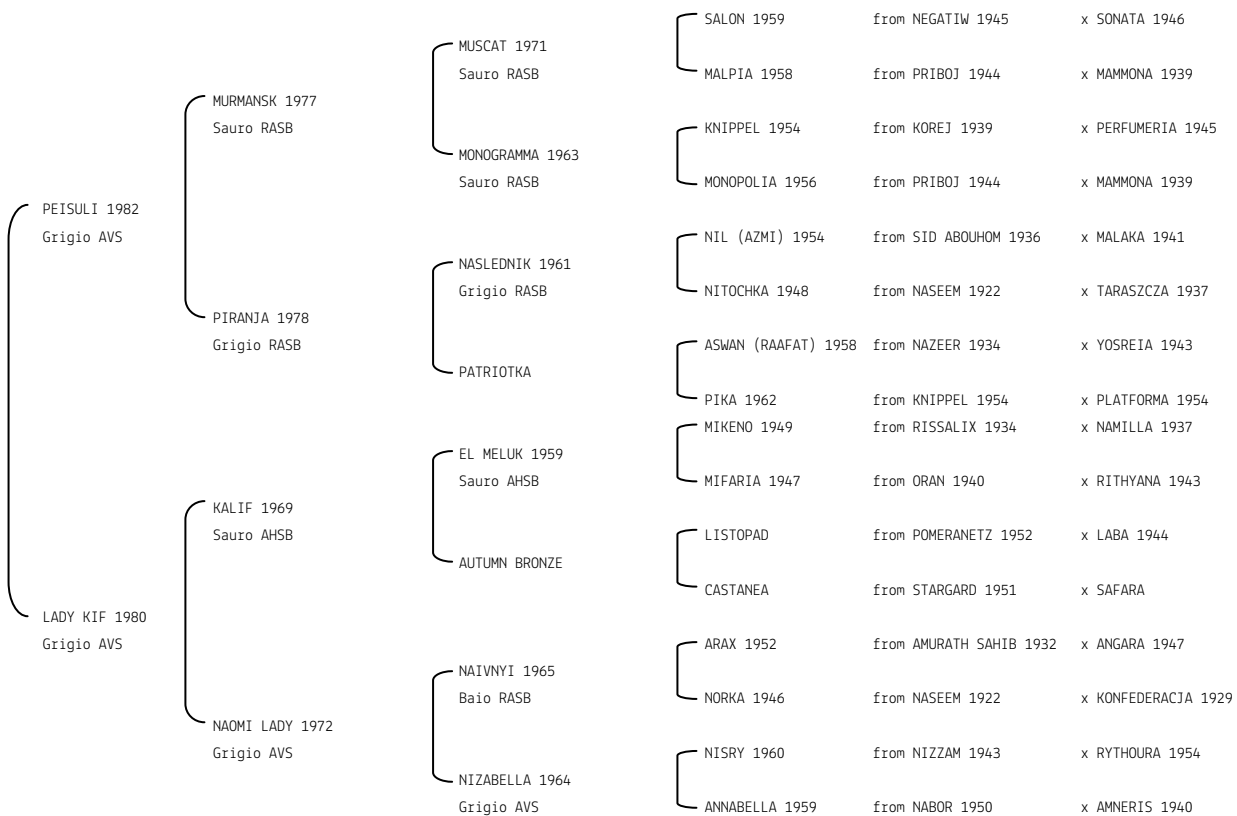 SALON 1959 from NEGATIW 1945 x SONATA 1946
MUSCAT 1971
Sauro RASB
MALPIA 1958 from PRIBOJ 1944 x MAMMONA 1939
MURMANSK 1977
Sauro RASB
KNIPPEL 1954 from KOREJ 1939 x PERFUMERIA 1945
MONOGRAMMA 1963
Sauro RASB
MONOPOLIA 1956 from PRIBOJ 1944 x MAMMONA 1939
PEISULI 1982
Grigio AVS
NIL (AZMI) 1954 from SID ABOUHOM 1936 x MALAKA 1941
NASLEDNIK 1961
Grigio RASB
NITOCHKA 1948 from NASEEM 1922 x TARASZCZA 1937
PIRANJA 1978
Grigio RASB
ASWAN (RAAFAT) 1958 from NAZEER 1934 x YOSREIA 1943
PATRIOTKA
PIKA 1962 from KNIPPEL 1954 x PLATFORMA 1954
MIKENO 1949 from RISSALIX 1934 x NAMILLA 1937
EL MELUK 1959
Sauro AHSB
MIFARIA 1947 from ORAN 1940 x RITHYANA 1943
KALIF 1969
Sauro AHSB
LISTOPAD from POMERANETZ 1952 x LABA 1944
AUTUMN BRONZE
CASTANEA from STARGARD 1951 x SAFARA
LADY KIF 1980
Grigio AVS
ARAX 1952 from AMURATH SAHIB 1932 x ANGARA 1947
NAIVNYI 1965
Baio RASB
NORKA 1946 from NASEEM 1922 x KONFEDERACJA 1929
NAOMI LADY 1972
Grigio AVS
NISRY 1960 from NIZZAM 1943 x RYTHOURA 1954
NIZABELLA 1964
Grigio AVS
ANNABELLA 1959 from NABOR 1950 x AMNERIS 1940